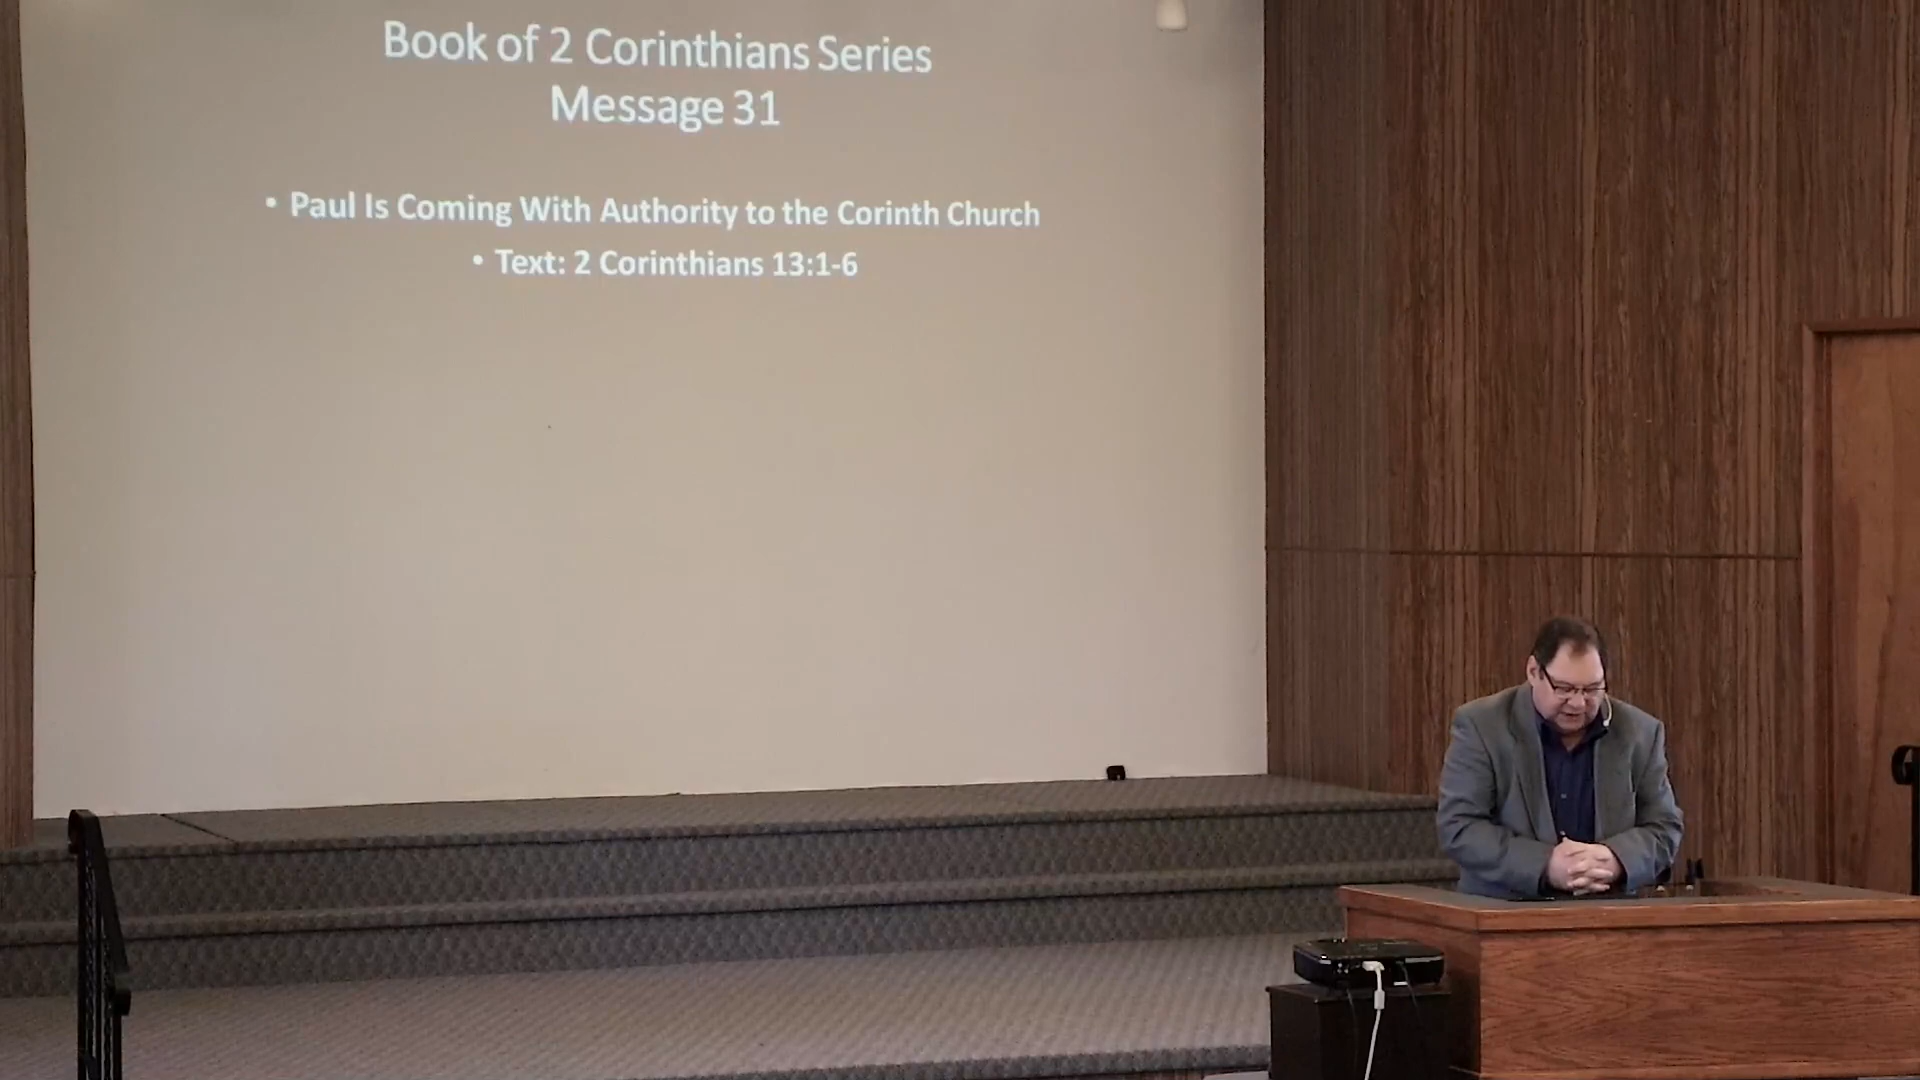 Book of 2 Corinthians Series
Message 31
• Paul Is Coming With Authority to the Corinth Church
• Text: 2 Corinthians 13:1-6